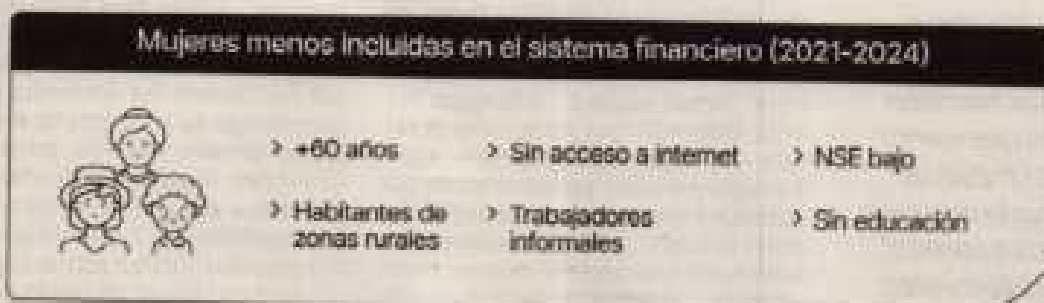 Mujeres menos incluidas en el sistema financiero (2021-2024)
> +60 años
> Sin acceso a internet
> NSE bajo
> Habitantes de
zonas rurales
> Trabajadores
informales
> Sin educación